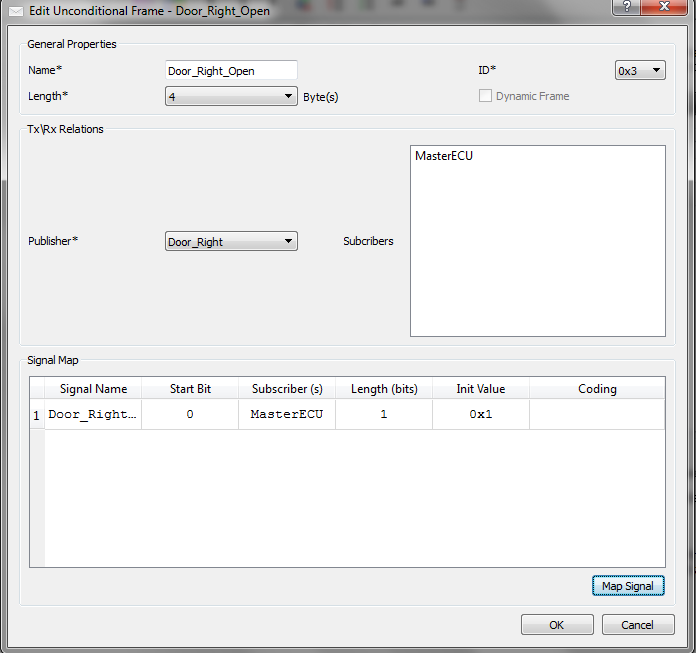 Edit Unconditional Frame - Door_Right_Open
?
General Properties
Name*
Door_Right_Open
ID*
0x3
Length*
4
Byte(s)
Dynamic Frame
Tx\Rx Relations
MasterECU
Publisher*
Door_Right
Subcribers
Signal Map
Signal Name Start Bit Subscriber (s) Length (bits) Init Value Coding
1 Door_Right... 0 MasterECU 1 0x1
Map Signal
OK
Cancel